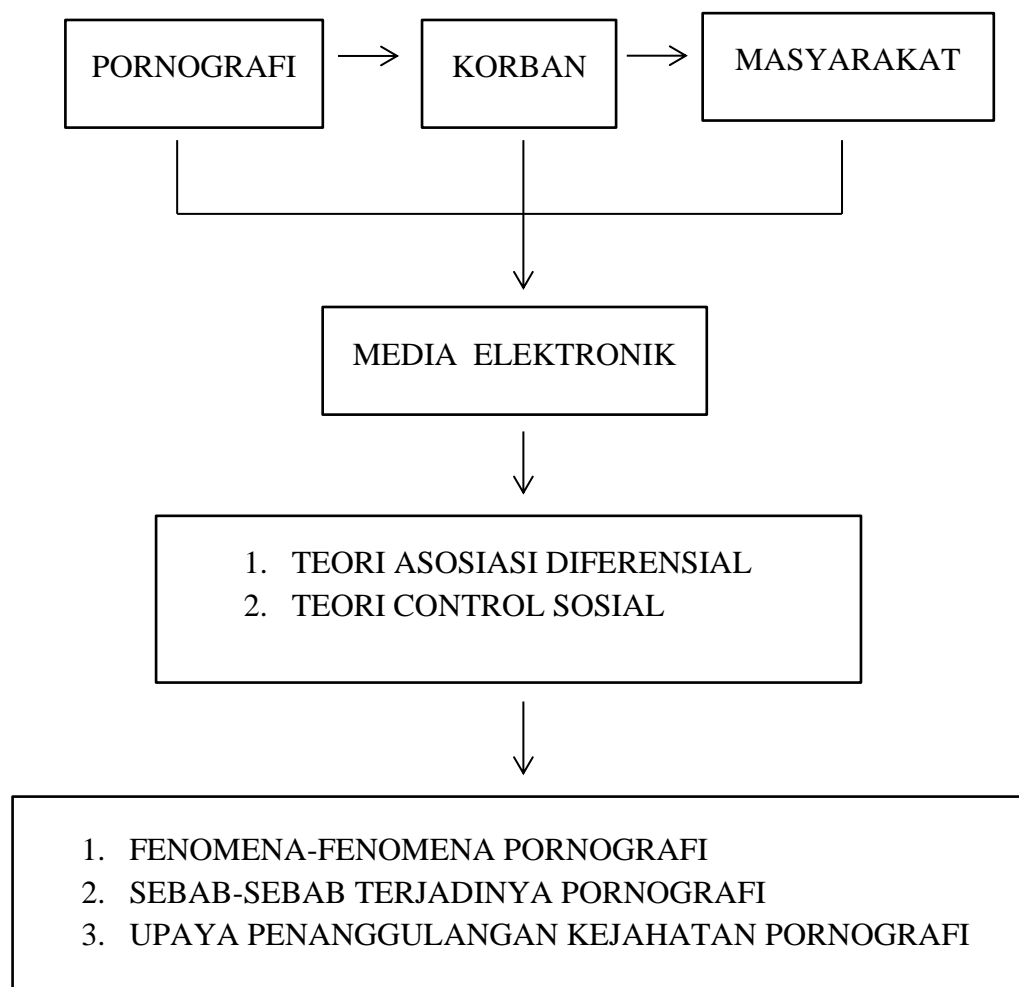 PORNOGRAFI
KORBAN
MASYARAKAT
MEDIA ELEKTRONIK
1. TEORI ASOSIASI DIFERENSIAL
2. TEORI CONTROL SOSIAL
1. FENOMENA-FENOMENA PORNOGRAFI
2. SEBAB-SEBAB TERJADINYA PORNOGRAFI
3. UPAYA PENANGGULANGAN KEJAHATAN PORNOGRAFI